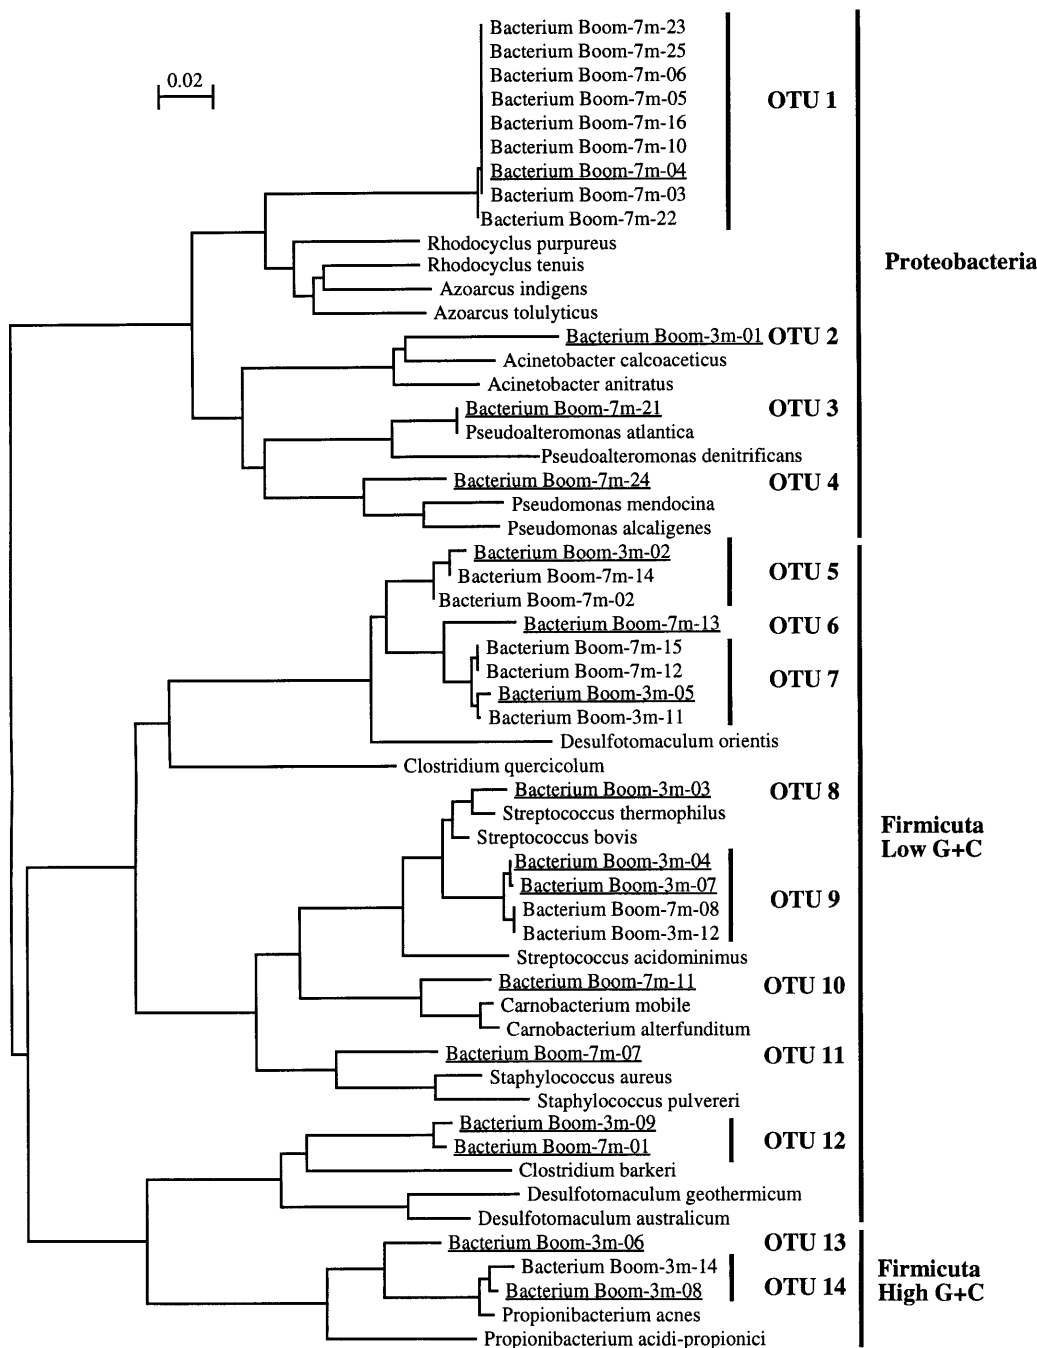 Bacterium Boom-7m-23
Bacterium Boom-7m-25
Bacterium Boom-7m-06
0.02
Bacterium Boom-7m-05 OTU 1
Bacterium Boom-7m-16
Bacterium Boom-7m-10
Bacterium Boom-7m-04
Bacterium Boom-7m-03
Bacterium Boom-7m-22
Rhodocyclus purpureus
Proteobacteria
Rhodocyclus tenuis
Azoarcus indigens
Azoarcus tolulyticus
Bacterium Boom-3m-01 OTU 2
Acinetobacter calcoaceticus
Acinetobacter anitratus
Bacterium Boom-7m-21 OTU 3
Pseudoalteromonas atlantica
Pseudoalteromonas denitrificans
Bacterium Boom-7m-24 OTU 4
Pseudomonas mendocina
Pseudomonas alcaligenes
Bacterium Boom-3m-02
Bacterium Boom-7m-14 OTU 5
Bacterium Boom-7m-02
Bacterium Boom-7m-13 OTU 6
Bacterium Boom-7m-15
Bacterium Boom-7m-12 OTU 7
Bacterium Boom-3m-05
Bacterium Boom-3m-11
Desulfotomaculum orientis
Clostridium quercicolum
Bacterium Boom-3m-03 OTU 8
Streptococcus thermophilus
Firmicuta
Low G+C
Streptococcus bovis
Bacterium Boom-3m-04
Bacterium Boom-3m-07 OTU 9
Bacterium Boom-7m-08
Bacterium Boom-3m-12
Streptococcus acidominimus
Bacterium Boom-7m-11 OTU 10
Carnobacterium mobile
Carnobacterium alterfunditum
Bacterium Boom-7m-07 OTU 11
Staphylococcus aureus
Staphylococcus pulvereri
Bacterium Boom-3m-09
Bacterium Boom-7m-01 OTU 12
Clostridium barkeri
Desulfotomaculum geothermicum
Desulfotomaculum australicum
Bacterium Boom-3m-06 OTU 13
Bacterium Boom-3m-14
Firmicuta
High G+C
Bacterium Boom-3m-08 OTU 14
Propionibacterium acnes
Propionibacterium acidi-propionici